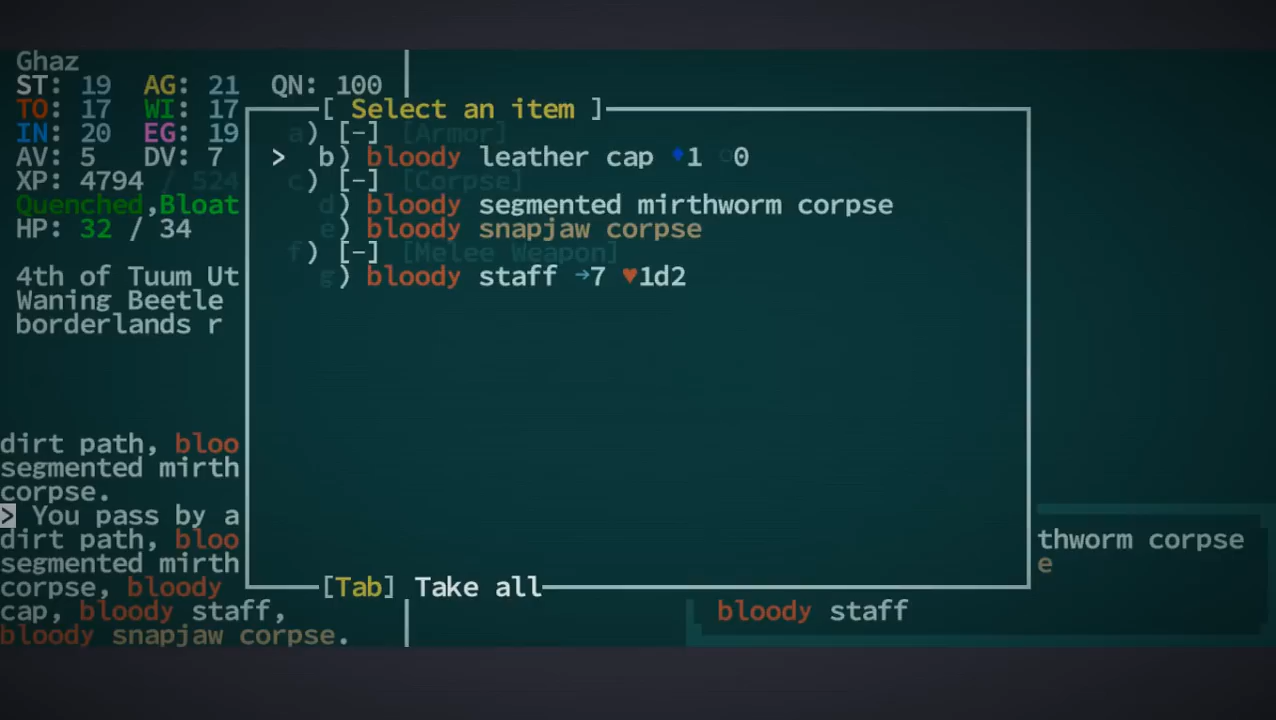 Ghaz
ST: 19 AG: 21 QN: 100
TO: 17 WI: 17
IN: 20 EG: 19
AV: 5 DV: 7
XP: 4794 / 524
Quenched,Bloat
HP: 32 / 34
4th of Tuum Ut
Waning Beetle
borderlands r
dirt path, bloo
segmented mirth
corpse.
> You pass by a
dirt path, bloo
segmented mirth
corpse, bloody
cap, bloody staff,
bloody snapjaw corpse.
[ Select an item ]
a) [-] [Armor]
> b) bloody leather cap ♦1 ○0
c) [-] [Corpse]
d) bloody segmented mirthworm corpse
e) bloody snapjaw corpse
f) [-] [Melee Weapon]
g) bloody staff →7 ♥1d2
[Tab] Take all
thworm corpse
e
bloody staff